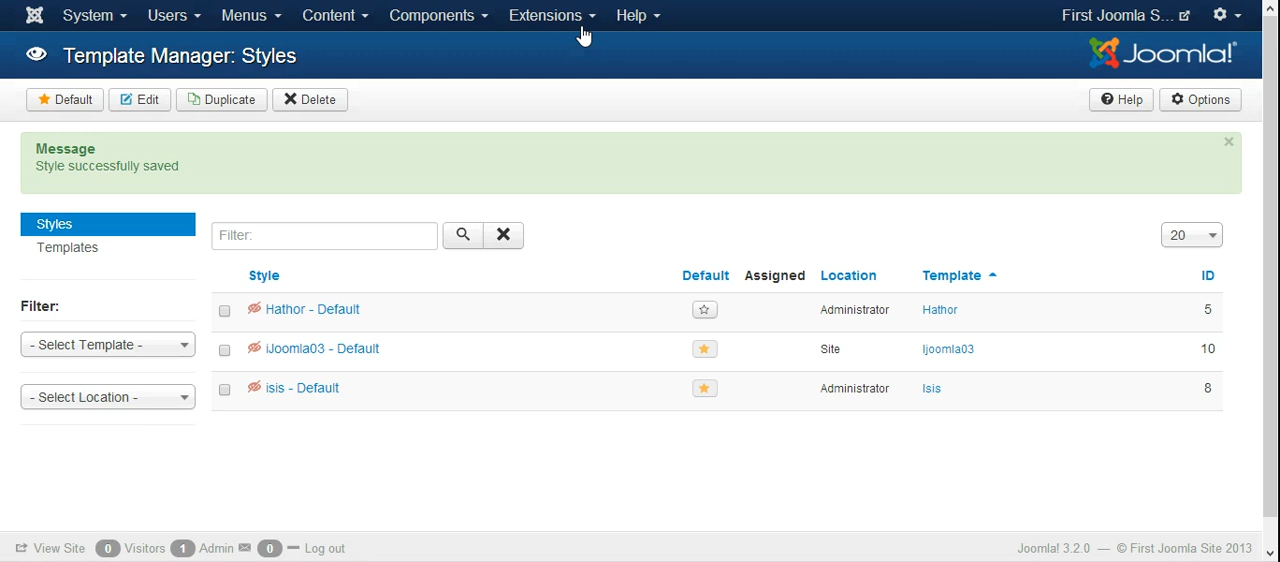 System Users Menus Content Components Extensions Help First Joomla S...
Template Manager: Styles Joomla!®
Default Edit Duplicate Delete Help Options
Message
Style successfully saved
Styles
Templates
Filter:
- Select Template -
- Select Location -
Filter: 20
Style Default Assigned Location Template ID
Hathor - Default Administrator Hathor 5
iJoomla03 - Default Site Ijoomla03 10
isis - Default Administrator Isis 8
View Site 0 Visitors 1 Admin 0 Log out Joomla! 3.2.0 — © First Joomla Site 2013